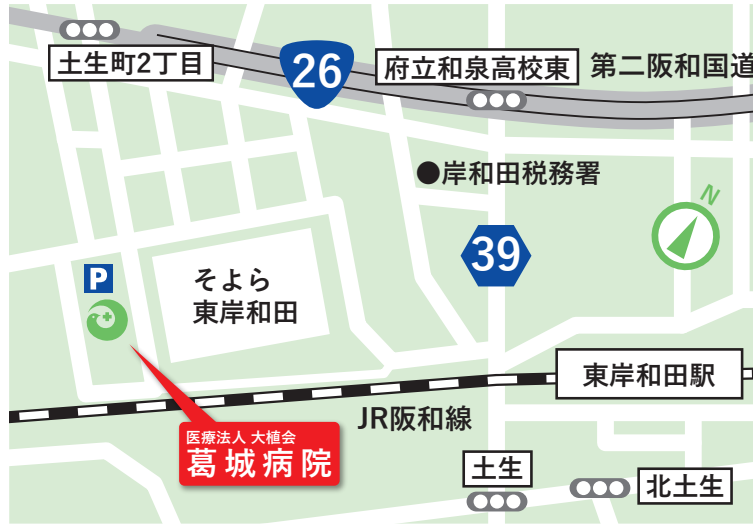 土生町2丁目
26
府立和泉高校東
第二阪和国道
●岸和田税務署
N
39
P
そよら
東岸和田
東岸和田駅
JR阪和線
医療法人 大植会
葛城病院
土生
北土生